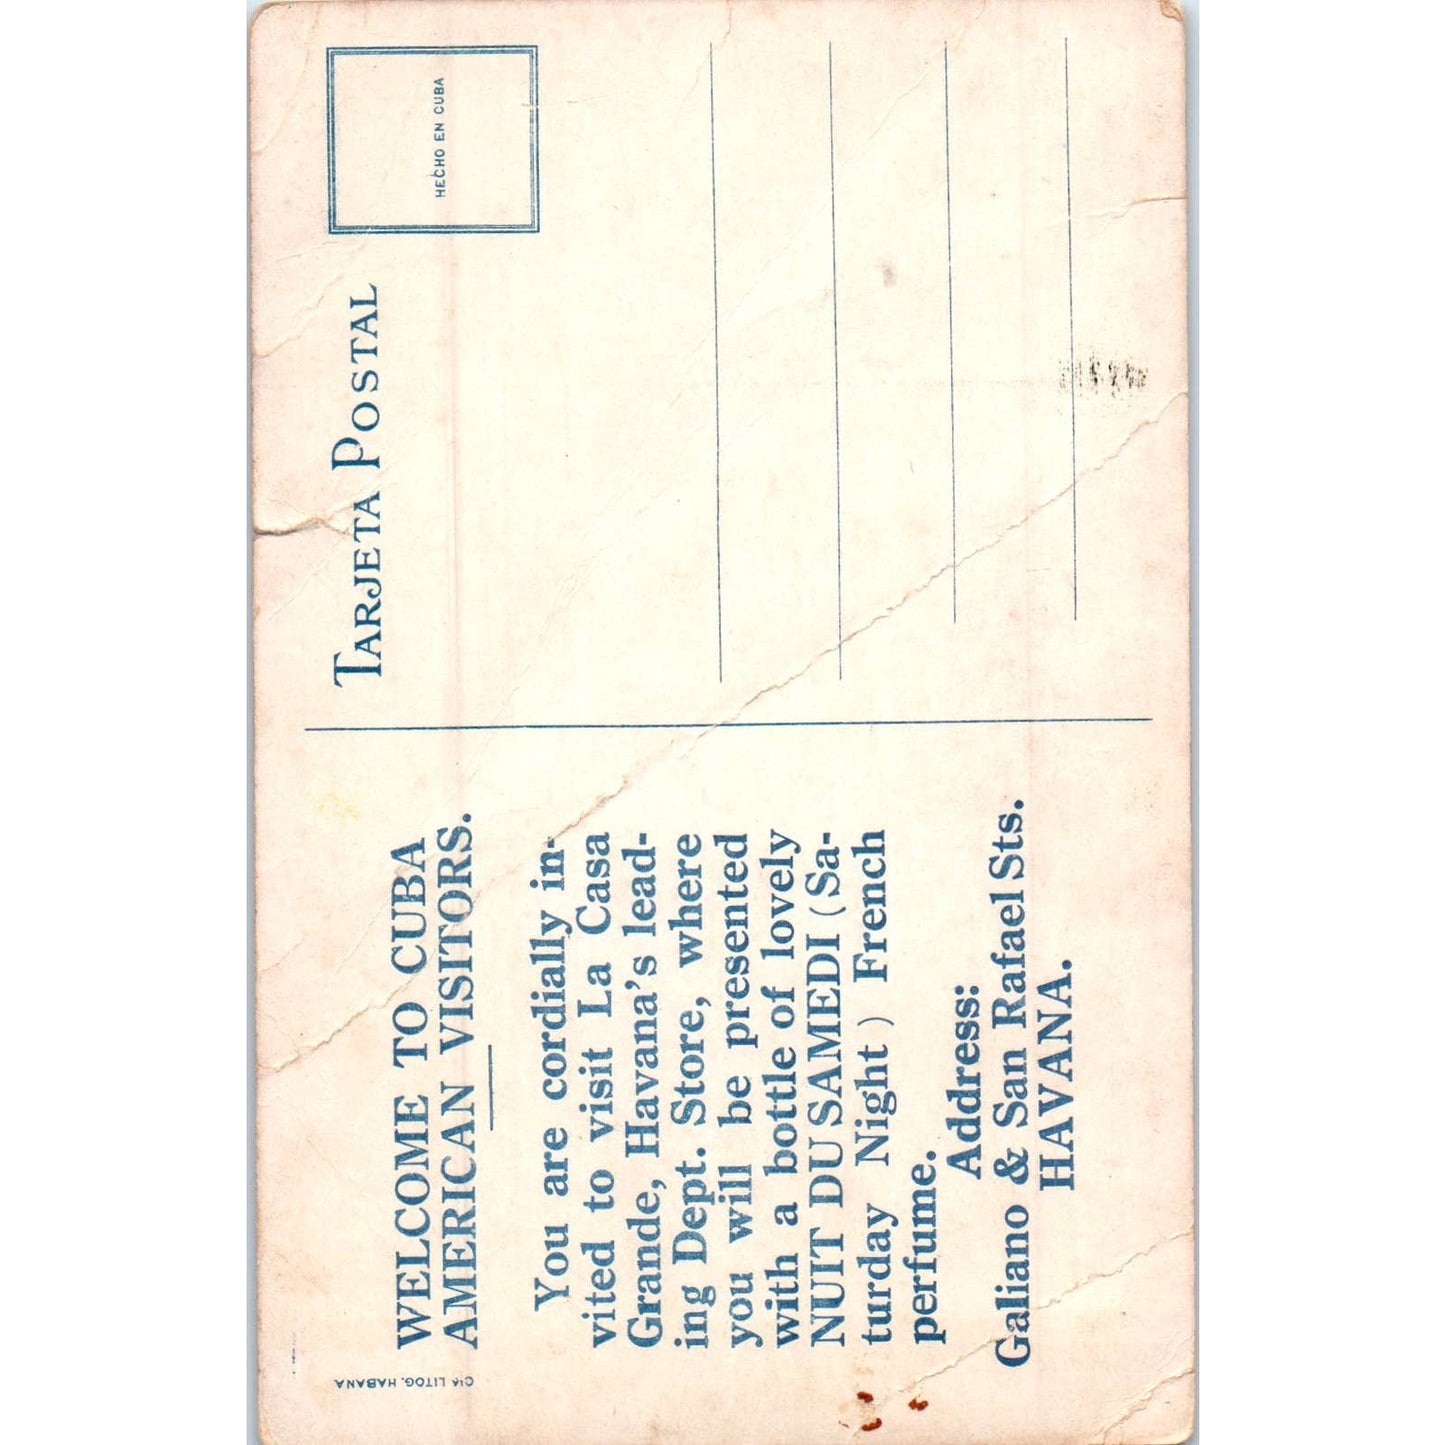 WELCOME TO CUBA
AMERICAN VISITORS.
You are cordially in-
vited to visit La Casa
Grande, Havana's lead-
ing Dept. Store, where
you will be presented
with a bottle of lovely
NUIT DU SAMEDI (Sa-
turday Night) French
perfume.
Address:
Galiano & San Rafael Sts.
HAVANA.
CIA LITOG. HABANA
TARJETA POSTAL
HECHO EN CUBA